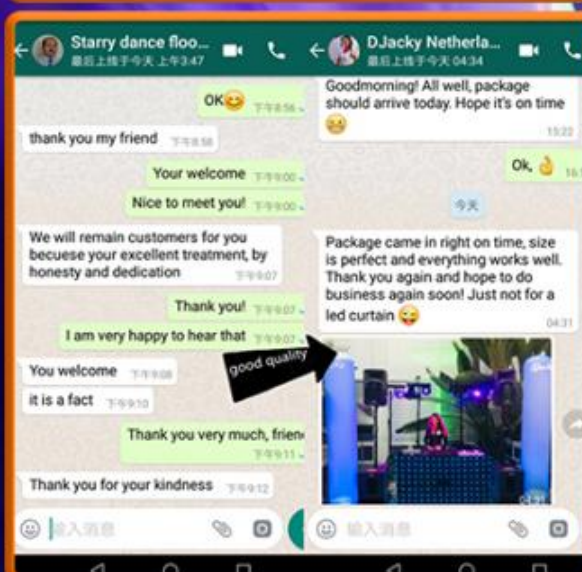 Starry dance floo...
最后上线于今天 上午3:47
OK😊 下午8:56
thank you my friend 下午8:58
Your welcome 下午9:00
Nice to meet you! 下午9:00
We will remain customers for you
becuese your excellent treatment, by
honesty and dedication 下午9:07
Thank you! 下午9:07
I am very happy to hear that 下午9:07
You welcome 下午9:08
it is a fact 下午9:10
Thank you very much, frien
下午9:11
Thank you for your kindness 下午9:12
输入消息
DJacky Netherla...
最后上线于今天 04:34
Goodmorning! All well, package
should arrive today. Hope it's on time
😬 15:22
Ok, 👌
今天
Package came in right on time, size
is perfect and everything works well.
Thank you again and hope to do
business again soon! Just not for a
led curtain 😜 04:31
good quality
04:31
输入消息